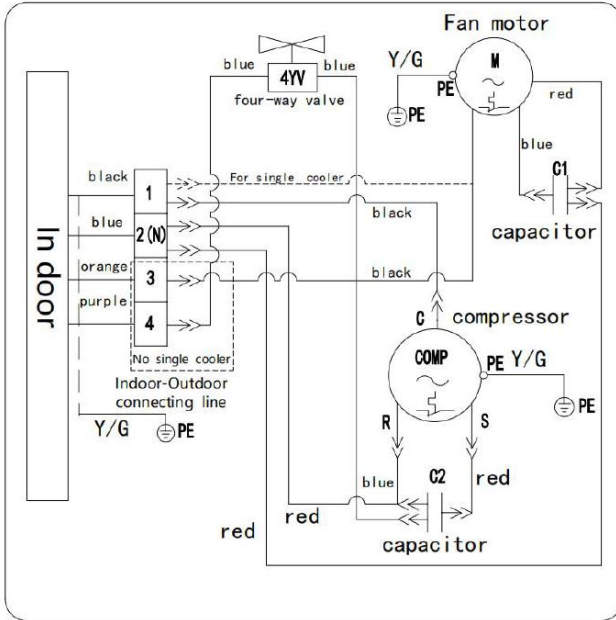 Fan motor
blue
blue
4YV
four-way valve
Y/G
PE
M
red
PE
blue
C1
capacitor
In door
black
1
For single cooler
black
blue
2(N)
orange
3
black
purple
4
No single cooler
Indoor-Outdoor
connecting line
Y/G
PE
C
compressor
COMP
PE
Y/G
PE
R
S
blue
C2
red
red
red
capacitor